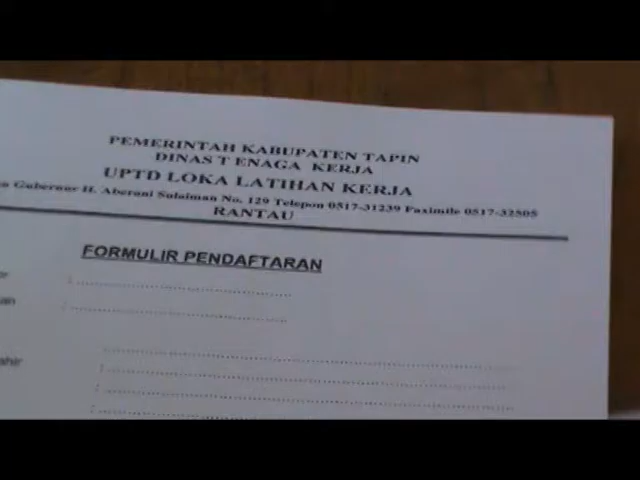 PEMERINTAH KABUPATEN TAPIN
DINAS T ENAGA KERJA
UPTD LOKA LATIHAN KERJA
Gubernur H. Aberani Sulaiman No. 129 Telepon 0517-31239 Faximile 0517-32505
RANTAU
FORMULIR PENDAFTARAN